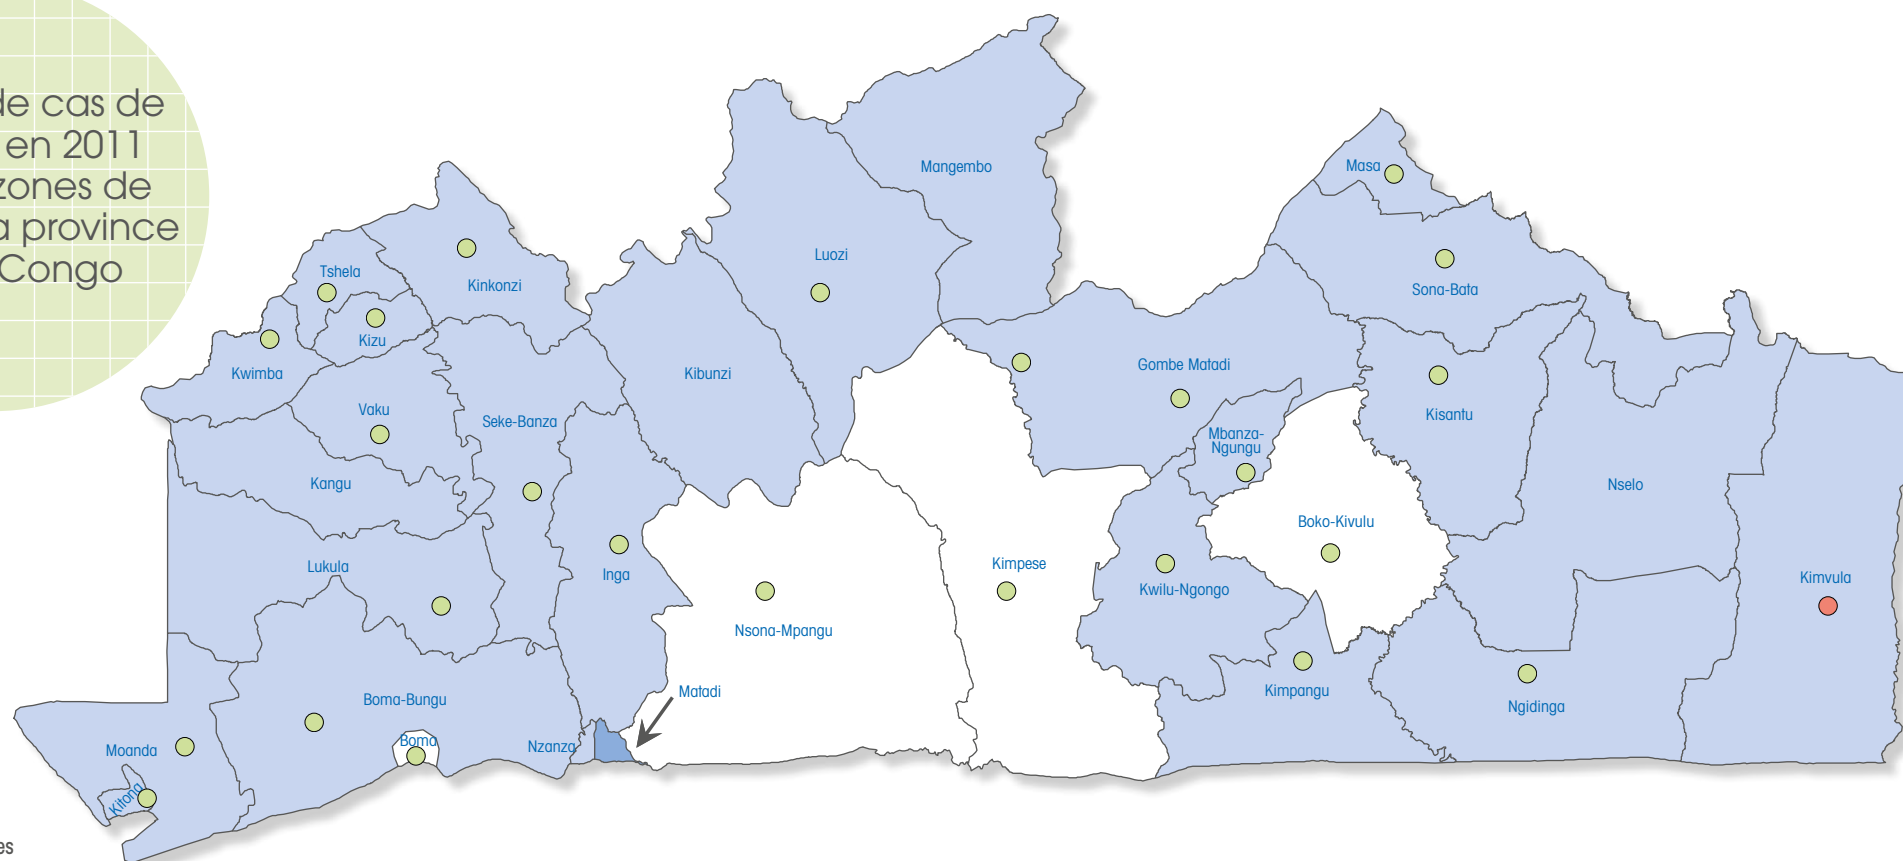 de cas de
en 2011
zones de
a province
Congo
Mangembo
Masa
Luozi
Tshela
Kinkonzi
Sona-Bata
Kizu
Kwimba
Kibunzi
Gombe Matadi
Vaku
Seke-Banza
Kisantu
Mbanza-
Ngungu
Kangu
Nselo
Boko-Kivulu
Lukula
Inga
Kimpese
Kwilu-Ngongo
Kimvula
Nsona-Mpangu
Matadi
Kimpangu
Boma-Bungu
Ngidinga
Boma
Nzanza
Moanda
Kitona
es